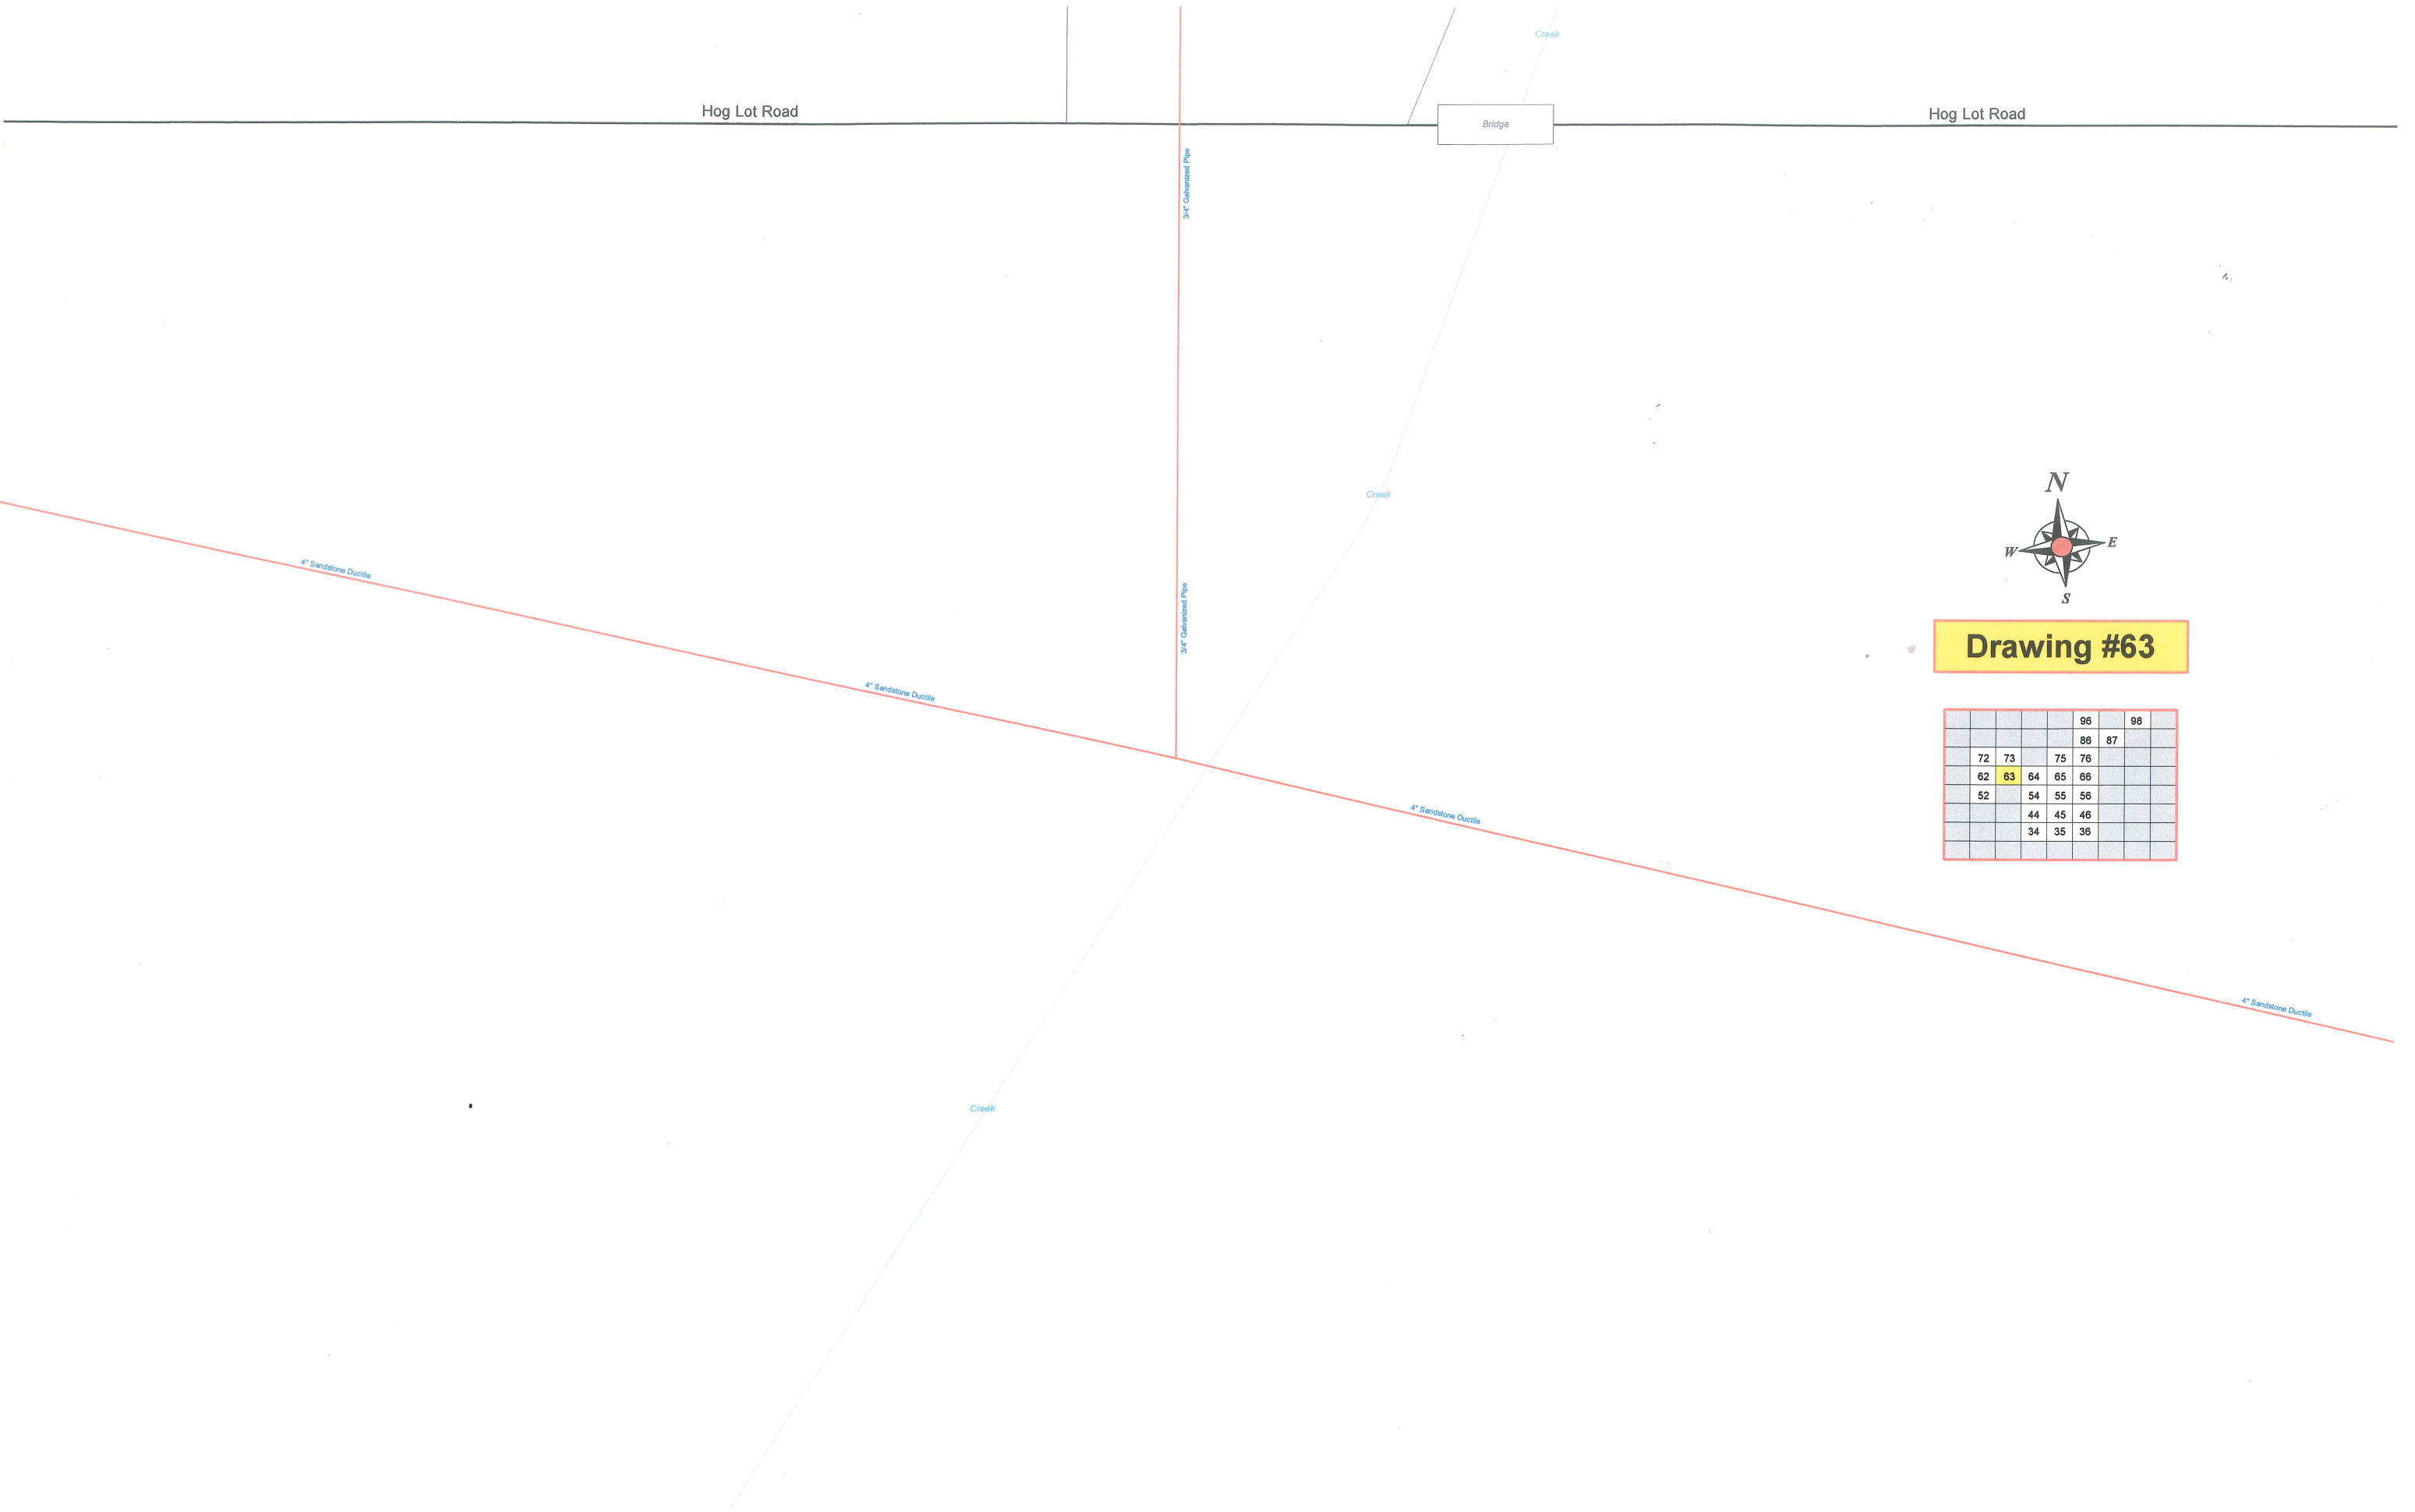 Creek
Hog Lot Road
Hog Lot Road
Bridge
3/4" Galvanized Pipe
Creek
N
W
E
S
4" Sandstone Ductile
3/4" Galvanized Pipe
Drawing #63
4" Sandstone Ductile
96 98
86 87
72 73 75 76
62 63 64 65 66
52 54 55 56
44 45 46
34 35 36
4" Sandstone Ductile
4" Sandstone Ductile
Creek